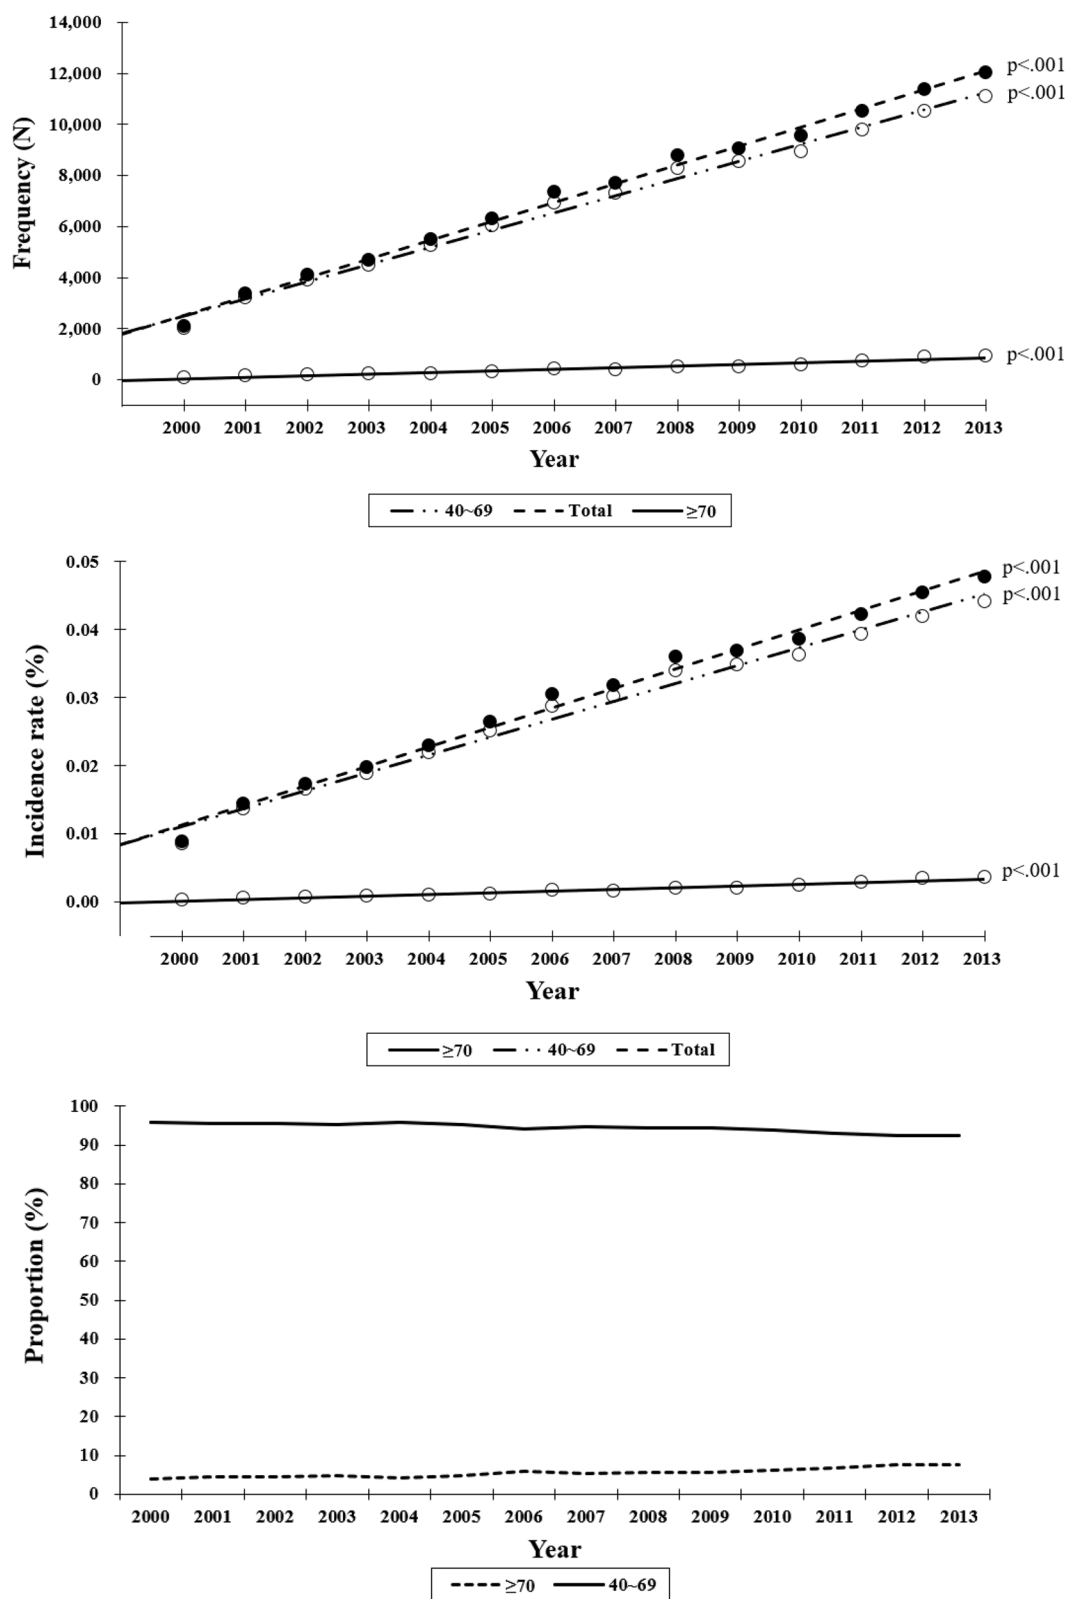 14,000
12,000
10,000
8,000
6,000
4,000
2,000
0
Frequency (N)
p<.001
p<.001
p<.001
2000 2001 2002 2003 2004 2005 2006 2007 2008 2009 2010 2011 2012 2013
Year
40~69 Total ≥70
0.05
0.04
0.03
0.02
0.01
0.00
Incidence rate (%)
p<.001
p<.001
p<.001
2000 2001 2002 2003 2004 2005 2006 2007 2008 2009 2010 2011 2012 2013
Year
≥70 40~69 Total
100
90
80
70
60
50
40
30
20
10
0
Proportion (%)
2000 2001 2002 2003 2004 2005 2006 2007 2008 2009 2010 2011 2012 2013
Year
≥70 40~69